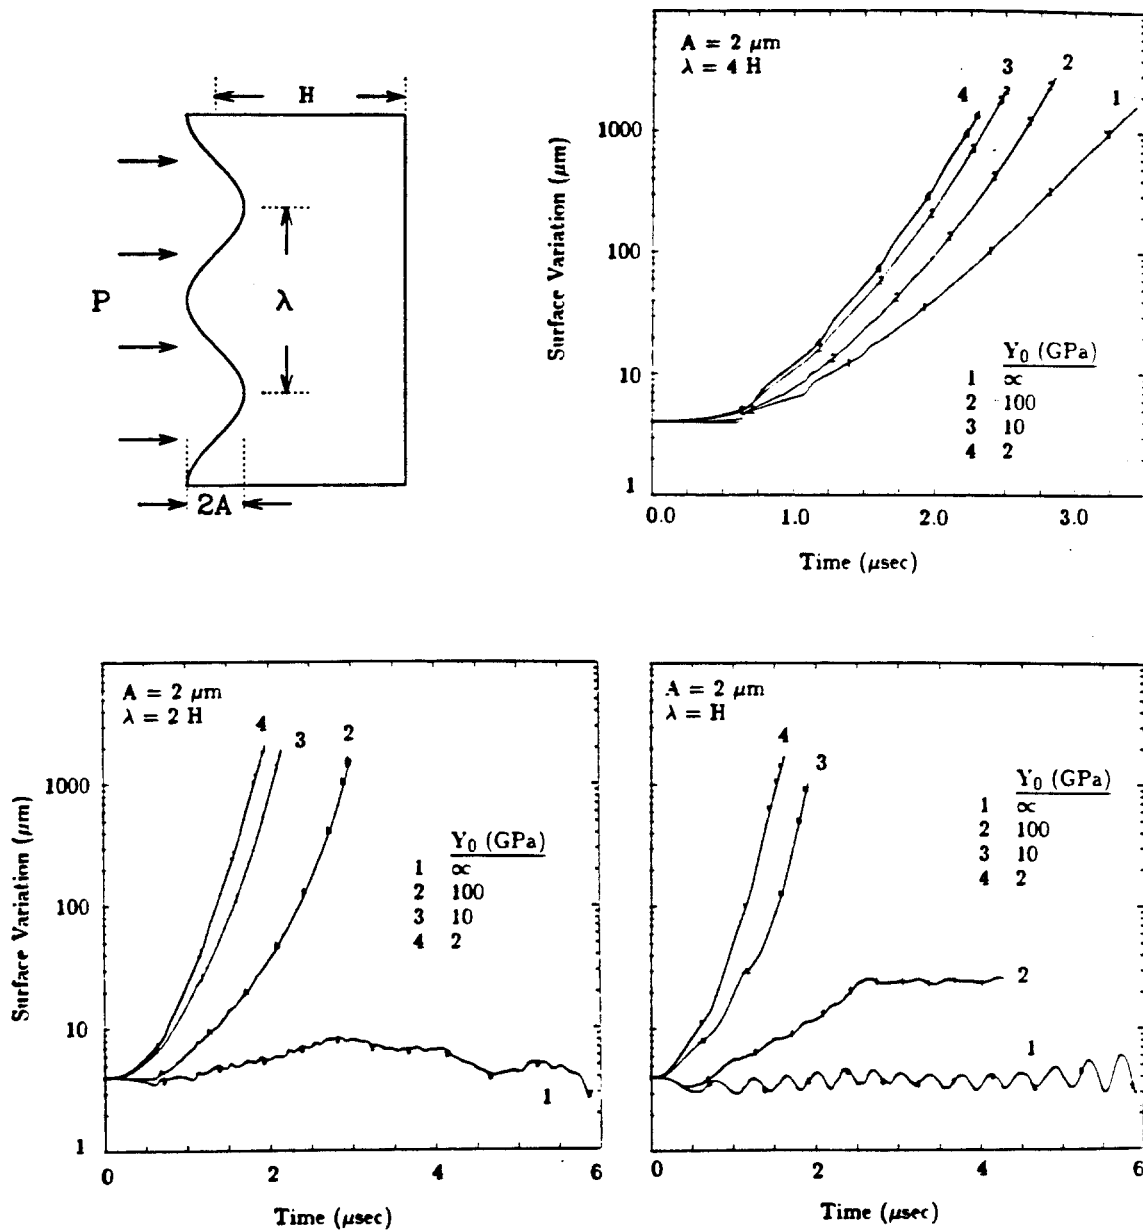 H
P
λ
2A
A = 2 μm
λ = 4 H
Surface Variation (μm)
1000
100
10
1
4
3
2
1
Y₀ (GPa)
1 ∝
2 100
3 10
4 2
0.0 1.0 2.0 3.0
Time (μsec)
A = 2 μm
λ = 2 H
Surface Variation (μm)
1000
100
10
1
4
3
2
1
Y₀ (GPa)
1 ∝
2 100
3 10
4 2
0 2 4 6
Time (μsec)
A = 2 μm
λ = H
4
3
2
1
Y₀ (GPa)
1 ∝
2 100
3 10
4 2
0 2 4 6
Time (μsec)